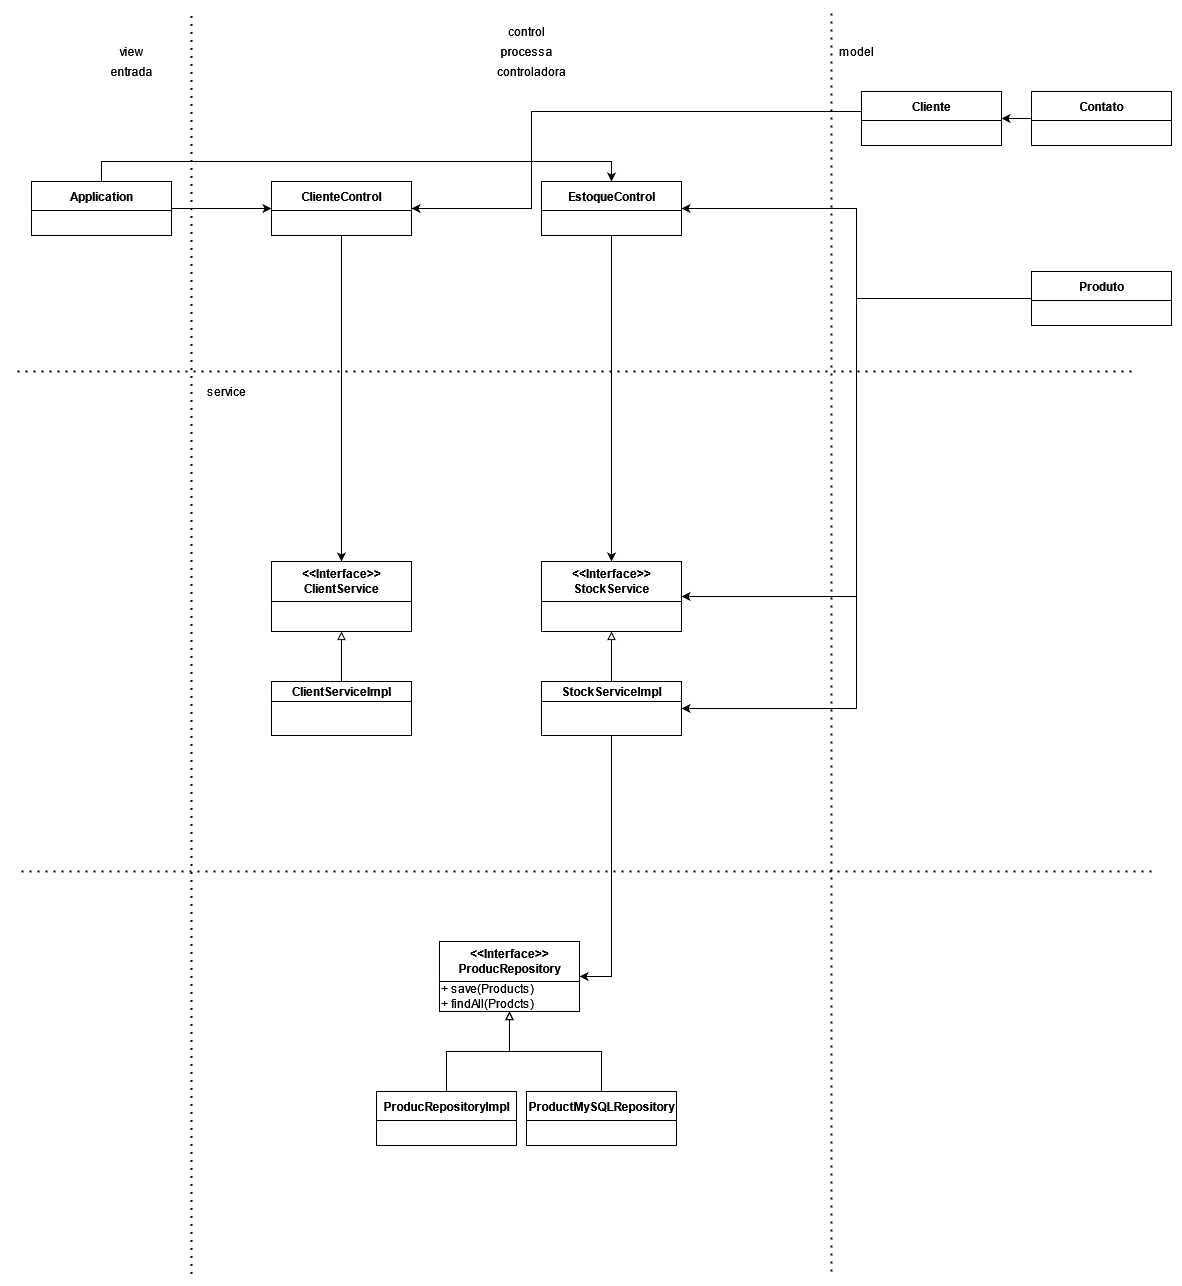 control
view
processa
model
entrada
controladora
Cliente
Contato
Application
ClienteControl
EstoqueControl
Produto
service
<<Interface>>
ClientService
<<Interface>>
StockService
ClientServiceImpl
StockServiceImpl
<<Interface>>
ProducRepository
+ save(Products)
+ findAll(Prodcts)
ProducRepositoryImpl
ProductMySQLRepository